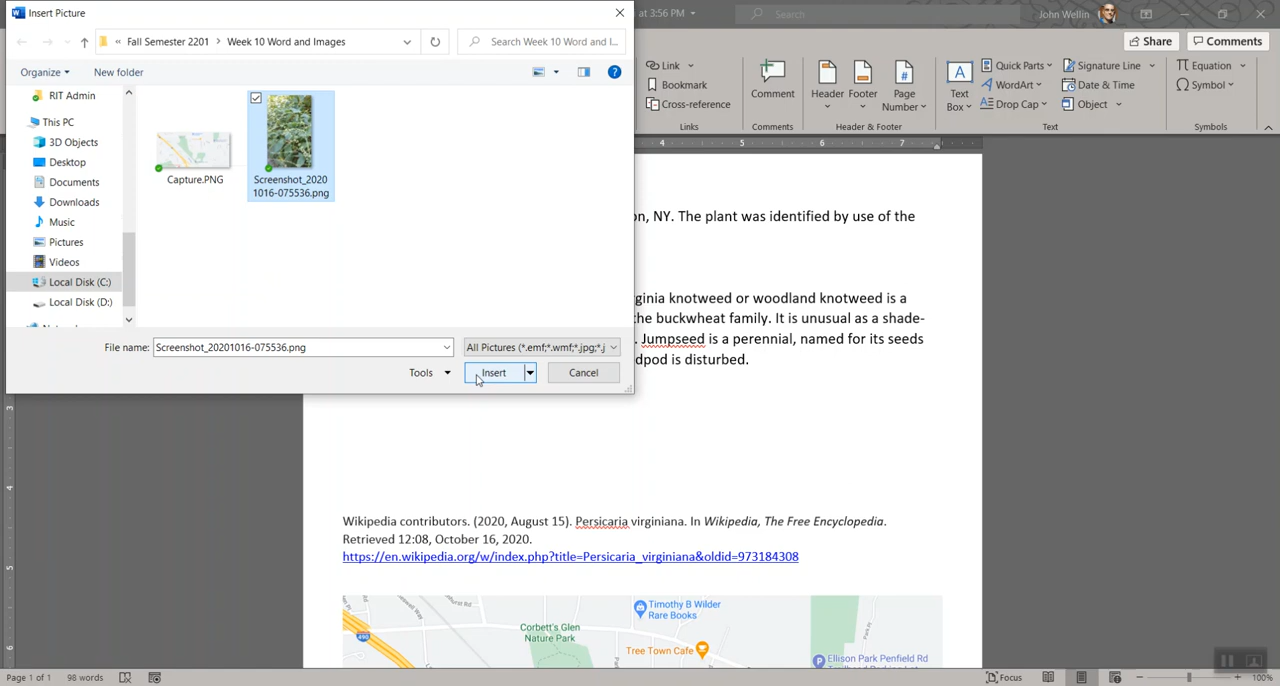 Insert Picture
at 3:56 PM
Search
John Wellin
« Fall Semester 2201 > Week 10 Word and Images
Search Week 10 Word and I...
Share
Comments
Organize
New folder
RIT Admin
This PC
3D Objects
Desktop
Documents
Downloads
Music
Pictures
Videos
Local Disk (C:)
Local Disk (D:)
Capture.PNG
Screenshot_2020
1016-075536.png
File name:
Screenshot_20201016-075536.png
All Pictures (*.emf;*.wmf;*.jpg;*.j
Tools
Insert
Cancel
Link
Bookmark
Cross-reference
Links
Comment
Comments
Header
Footer
Page
Number
Header & Footer
Text
Box
Quick Parts
WordArt
Drop Cap
Signature Line
Date & Time
Object
Text
Equation
Symbol
Symbols
4 5 6 7
on, NY. The plant was identified by use of the
ginia knotweed or woodland knotweed is a
the buckwheat family. It is unusual as a shade-
. Jumpseed is a perennial, named for its seeds
dpod is disturbed.
3
4
5
6
Wikipedia contributors. (2020, August 15). Persicaria virginiana. In Wikipedia, The Free Encyclopedia.
Retrieved 12:08, October 16, 2020.
https://en.wikipedia.org/w/index.php?title=Persicaria_virginiana&oldid=973184308
490
Corbett's Glen
Nature Park
Timothy B Wilder
Rare Books
Tree Town Cafe
Ellison Park Penfield Rd
Page 1 of 1
98 words
Focus
100%